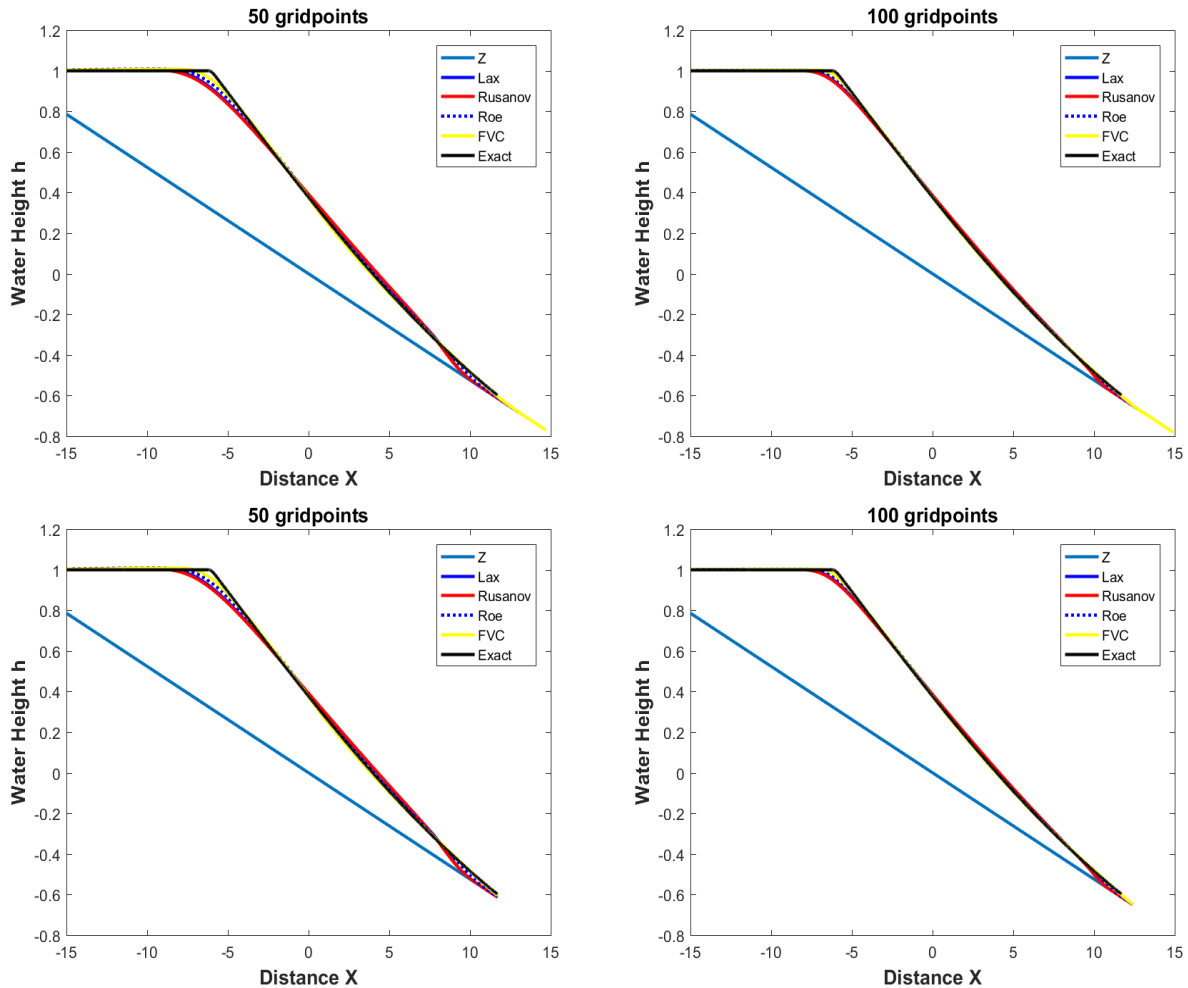 50 gridpoints
1.2
1
0.8
0.6
0.4
0.2
0
-0.2
-0.4
-0.6
-0.8
Water Height h
-15
-10
-5
0
5
10
15
Distance X
Z
Lax
Rusanov
Roe
FVC
Exact
100 gridpoints
1.2
1
0.8
0.6
0.4
0.2
0
-0.2
-0.4
-0.6
-0.8
Water Height h
-15
-10
-5
0
5
10
15
Distance X
Z
Lax
Rusanov
Roe
FVC
Exact
50 gridpoints
1.2
1
0.8
0.6
0.4
0.2
0
-0.2
-0.4
-0.6
-0.8
Water Height h
-15
-10
-5
0
5
10
15
Distance X
Z
Lax
Rusanov
Roe
FVC
Exact
100 gridpoints
1.2
1
0.8
0.6
0.4
0.2
0
-0.2
-0.4
-0.6
-0.8
Water Height h
-15
-10
-5
0
5
10
15
Distance X
Z
Lax
Rusanov
Roe
FVC
Exact